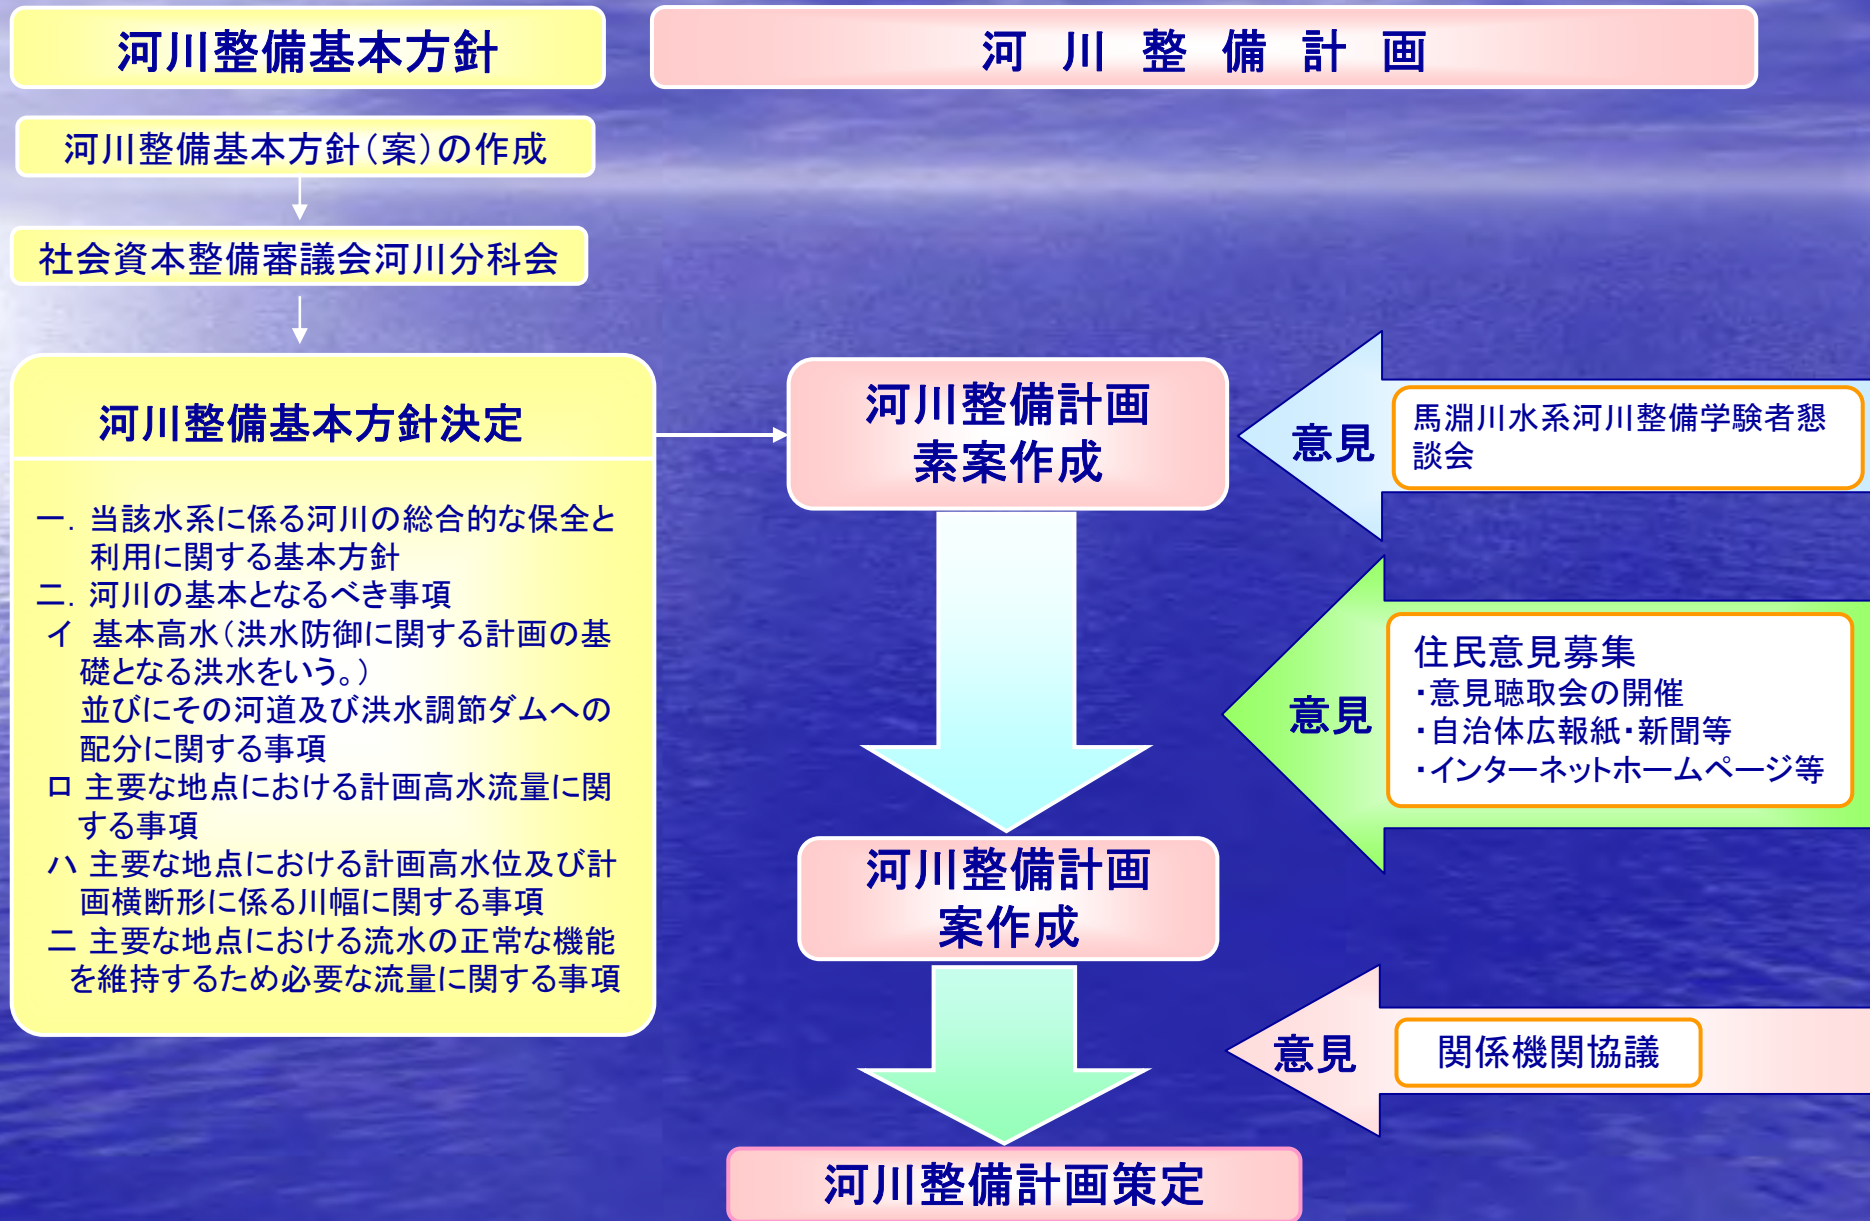 河川整備基本方針
河川整備計画
河川整備基本方針（案）の作成
社会資本整備審議会河川分科会
河川整備基本方針決定
一．当該水系に係る河川の総合的な保全と
利用に関する基本方針
二．河川の基本となるべき事項
イ 基本高水（洪水防御に関する計画の基
礎となる洪水をいう。）
並びにその河道及び洪水調節ダムへの
配分に関する事項
ロ 主要な地点における計画高水流量に関
する事項
ハ 主要な地点における計画高水位及び計
画横断形に係る川幅に関する事項
ニ 主要な地点における流水の正常な機能
を維持するため必要な流量に関する事項
河川整備計画
素案作成
意見
馬淵川水系河川整備学験者懇
談会
意見
住民意見募集
・意見聴取会の開催
・自治体広報紙・新聞等
・インターネットホームページ等
河川整備計画
案作成
意見
関係機関協議
河川整備計画策定